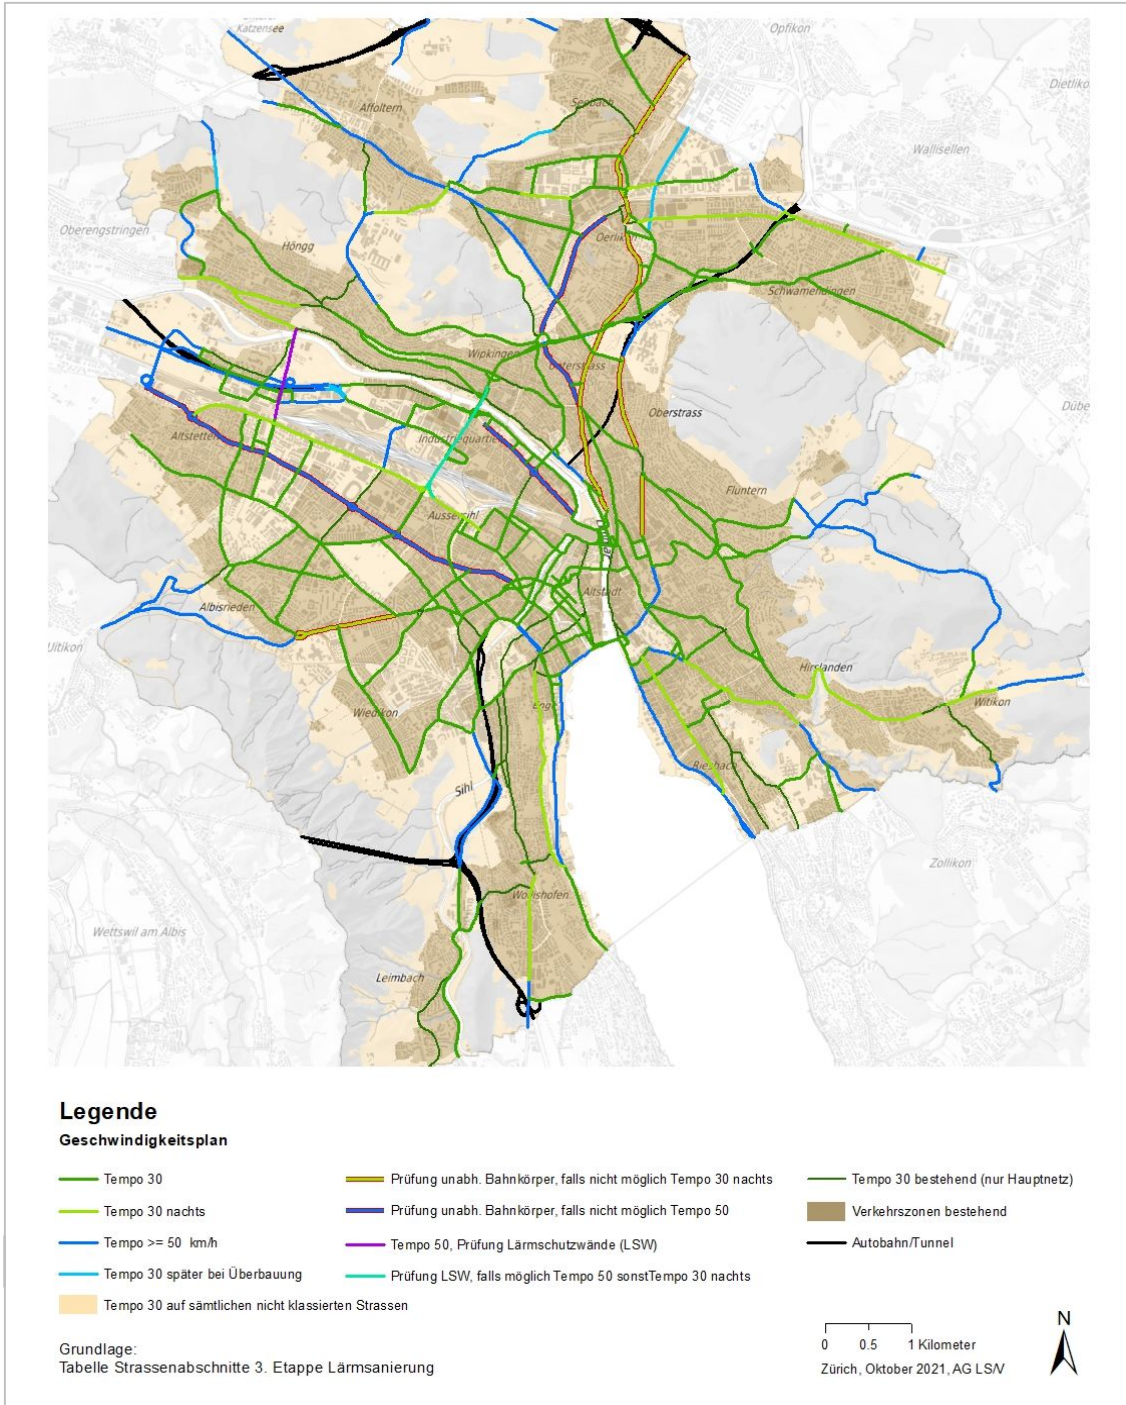 Katzensee
Opfikon
Dietliko
Affoltern
Seebach
Wallisellen
Oberengstringen
Höngg
Oerlikon
Schwamendingen
Wipkingen
Unterstrass
Dübe
Oberstrass
Altstetten
Industriequartier
Fluntern
Aussersihl
Limmat
Altstadt
Albisrieden
Uitikon
Hirslanden
Witikon
Wiedikon
Enge
Riesbach
Sihl
Zollikon
Wollishofen
Wettswil am Albis
Leimbach
Legende
Geschwindigkeitsplan
Tempo 30
Prüfung unabh. Bahnkörper, falls nicht möglich Tempo 30 nachts
Tempo 30 bestehend (nur Hauptnetz)
Tempo 30 nachts
Prüfung unabh. Bahnkörper, falls nicht möglich Tempo 50
Verkehrszonen bestehend
Tempo >= 50 km/h
Tempo 50, Prüfung Lärmschutzwände (LSW)
Autobahn/Tunnel
Tempo 30 später bei Überbauung
Prüfung LSW, falls möglich Tempo 50 sonstTempo 30 nachts
Tempo 30 auf sämtlichen nicht klassierten Strassen
N
0 0.5 1 Kilometer
Grundlage:
Tabelle Strassenabschnitte 3. Etappe Lärmsanierung
Zürich, Oktober 2021, AG LS/V